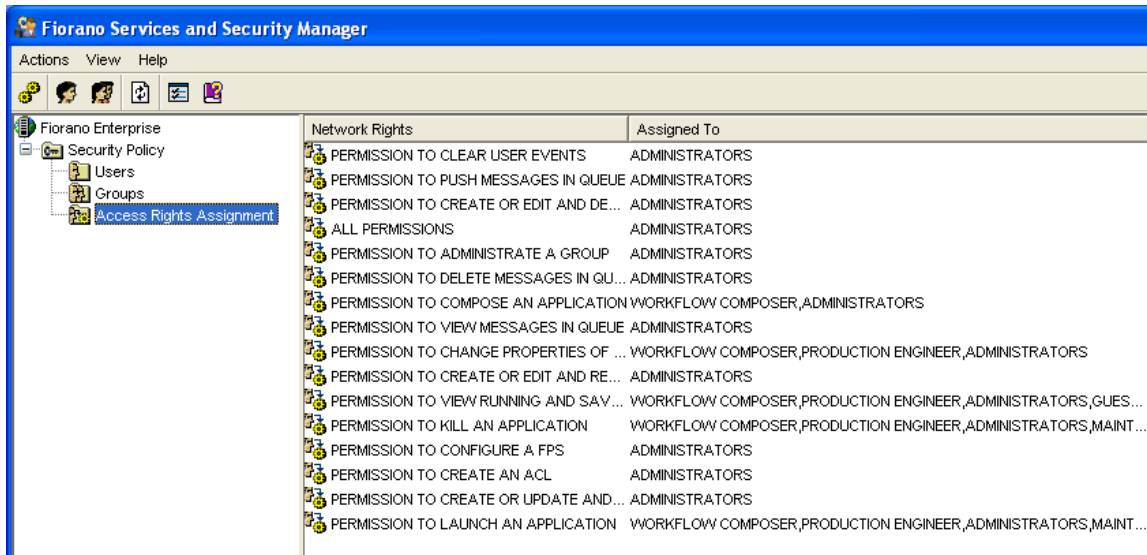 Fiorano Services and Security Manager
Actions View Help
Fiorano Enterprise
Security Policy
Users
Groups
Access Rights Assignment
Network Rights Assigned To
PERMISSION TO CLEAR USER EVENTS ADMINISTRATORS
PERMISSION TO PUSH MESSAGES IN QUEUE ADMINISTRATORS
PERMISSION TO CREATE OR EDIT AND DE... ADMINISTRATORS
ALL PERMISSIONS ADMINISTRATORS
PERMISSION TO ADMINISTRATE A GROUP ADMINISTRATORS
PERMISSION TO DELETE MESSAGES IN QU... ADMINISTRATORS
PERMISSION TO COMPOSE AN APPLICATION WORKFLOW COMPOSER,ADMINISTRATORS
PERMISSION TO VIEW MESSAGES IN QUEUE ADMINISTRATORS
PERMISSION TO CHANGE PROPERTIES OF ... WORKFLOW COMPOSER,PRODUCTION ENGINEER,ADMINISTRATORS
PERMISSION TO CREATE OR EDIT AND RE... ADMINISTRATORS
PERMISSION TO VIEW RUNNING AND SAV... WORKFLOW COMPOSER,PRODUCTION ENGINEER,ADMINISTRATORS,GUES...
PERMISSION TO KILL AN APPLICATION WORKFLOW COMPOSER,PRODUCTION ENGINEER,ADMINISTRATORS,MAINT...
PERMISSION TO CONFIGURE A FPS ADMINISTRATORS
PERMISSION TO CREATE AN ACL ADMINISTRATORS
PERMISSION TO CREATE OR UPDATE AND... ADMINISTRATORS
PERMISSION TO LAUNCH AN APPLICATION WORKFLOW COMPOSER,PRODUCTION ENGINEER,ADMINISTRATORS,MAINT...